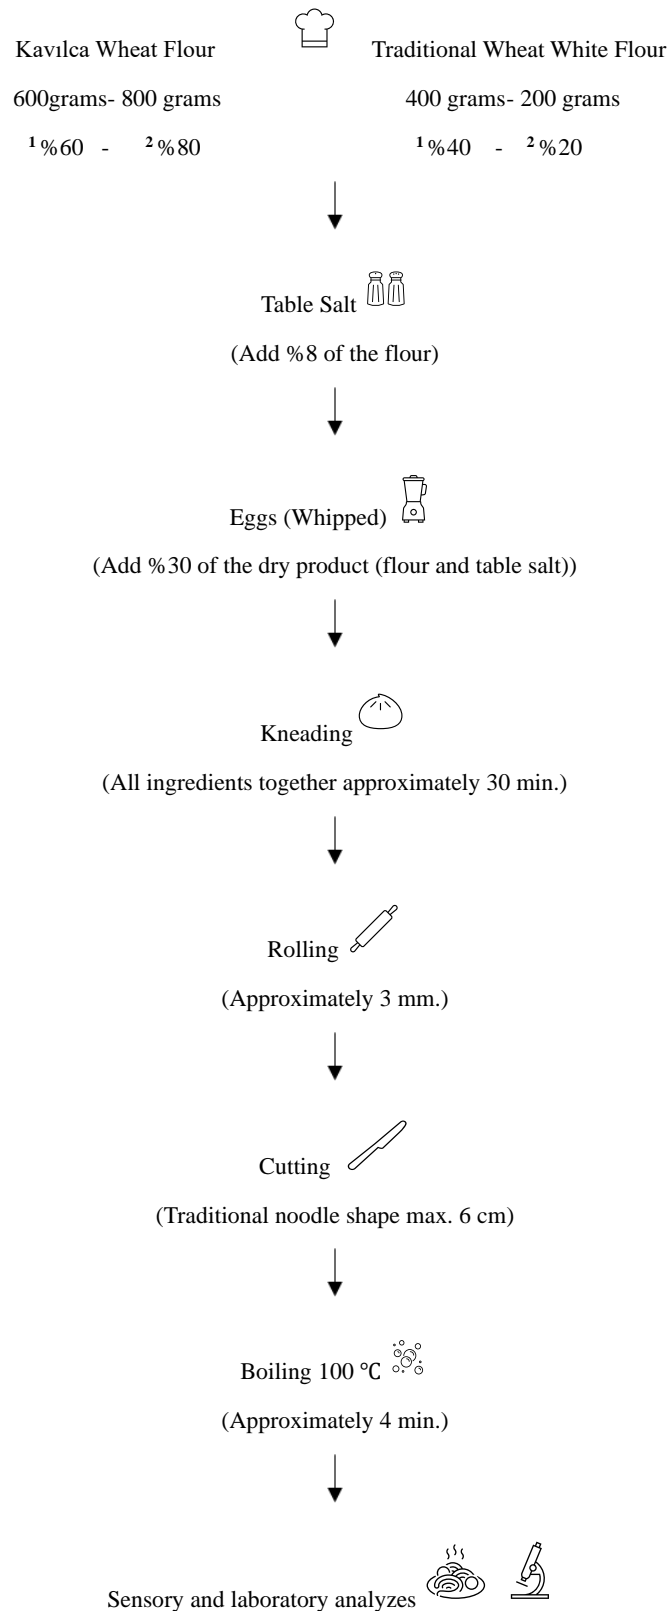 Kavılca Wheat Flour Traditional Wheat White Flour
600grams- 800 grams 400 grams- 200 grams
1 %60 - 2 %80 1 %40 - 2 %20
Table Salt
(Add %8 of the flour)
Eggs (Whipped)
(Add %30 of the dry product (flour and table salt))
Kneading
(All ingredients together approximately 30 min.)
Rolling
(Approximately 3 mm.)
Cutting
(Traditional noodle shape max. 6 cm)
Boiling 100 ℃
(Approximately 4 min.)
Sensory and laboratory analyzes